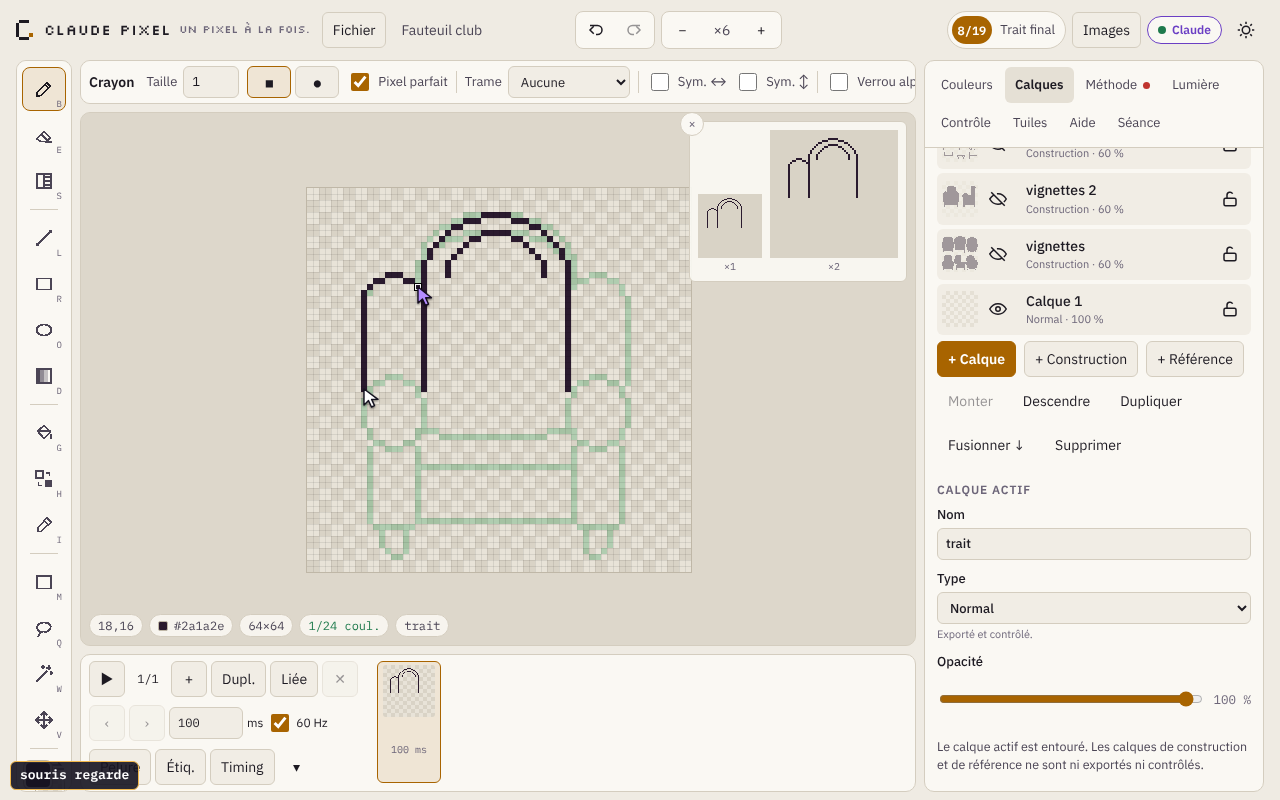 CLAUDE PIXEL UN PIXEL À LA FOIS. Fichier Fauteuil club − ×6 + 8/19 Trait final Images Claude
Crayon Taille 1 ■ ● Pixel parfait Trame Aucune Sym. ↔ Sym. ↕ Verrou alp
B
E
S
L
R
O
D
G
H
I
M
Q
W
V
×
×1
×2
18,16
#2a1a2e
64×64
1/24 coul.
trait
▶ 1/1 + Dupl. Liée ×
‹ › 100 ms 60 Hz
Étiq. Timing ▼
100 ms
souris regarde
Couleurs Calques Méthode Lumière
Contrôle Tuiles Aide Séance
Construction · 60 %
vignettes 2
Construction · 60 %
vignettes
Construction · 60 %
Calque 1
Normal · 100 %
+ Calque + Construction + Référence
Monter Descendre Dupliquer
Fusionner ↓ Supprimer
CALQUE ACTIF
Nom
trait
Type
Normal
Exporté et contrôlé.
Opacité
100 %
Le calque actif est entouré. Les calques de construction
et de référence ne sont ni exportés ni contrôlés.